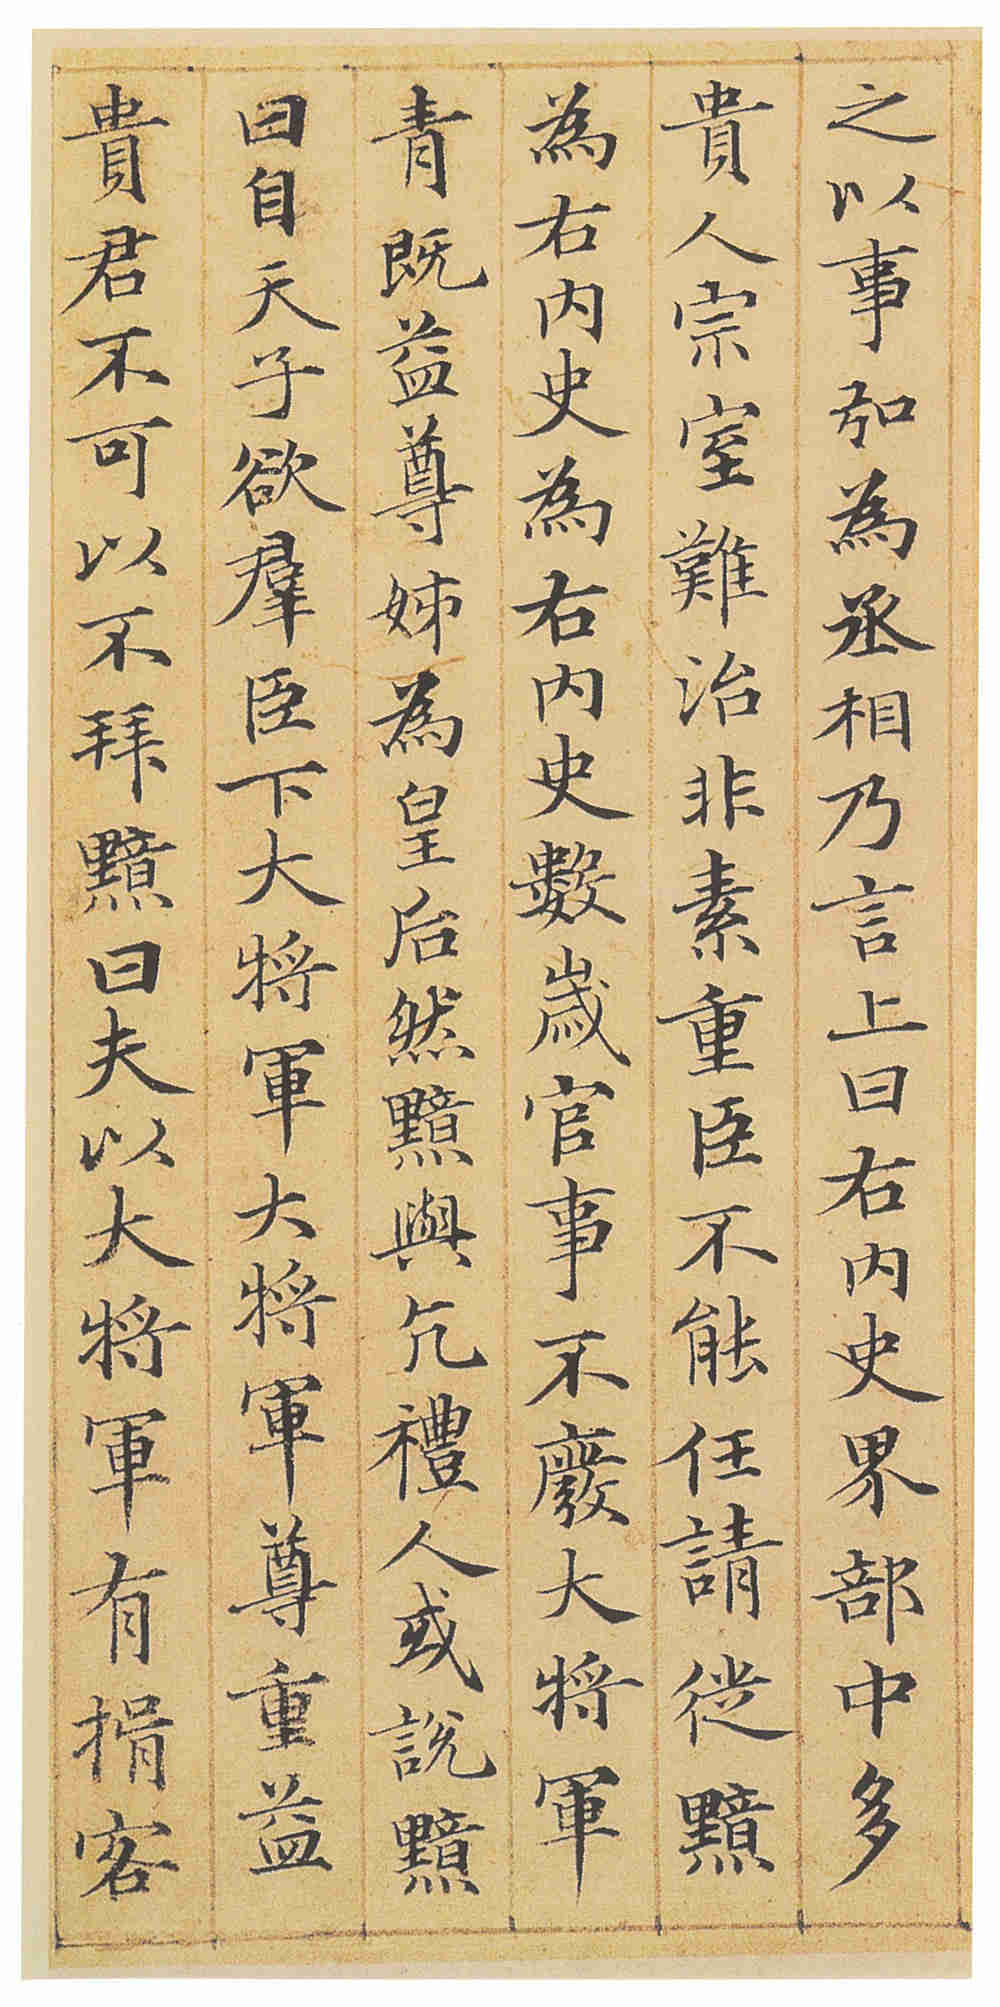 之以事弘為丞相乃言上曰右内史界部中多
貴人宗室難治非素重臣不能任請徙黯
為右内史為右内史數歲官事不廢大將軍
青既益尊姊為皇后然黯與亢禮人或說黯
曰自天子欲羣臣下大將軍大將軍尊重益
貴君不可以不拜黯曰夫以大將軍有揖客